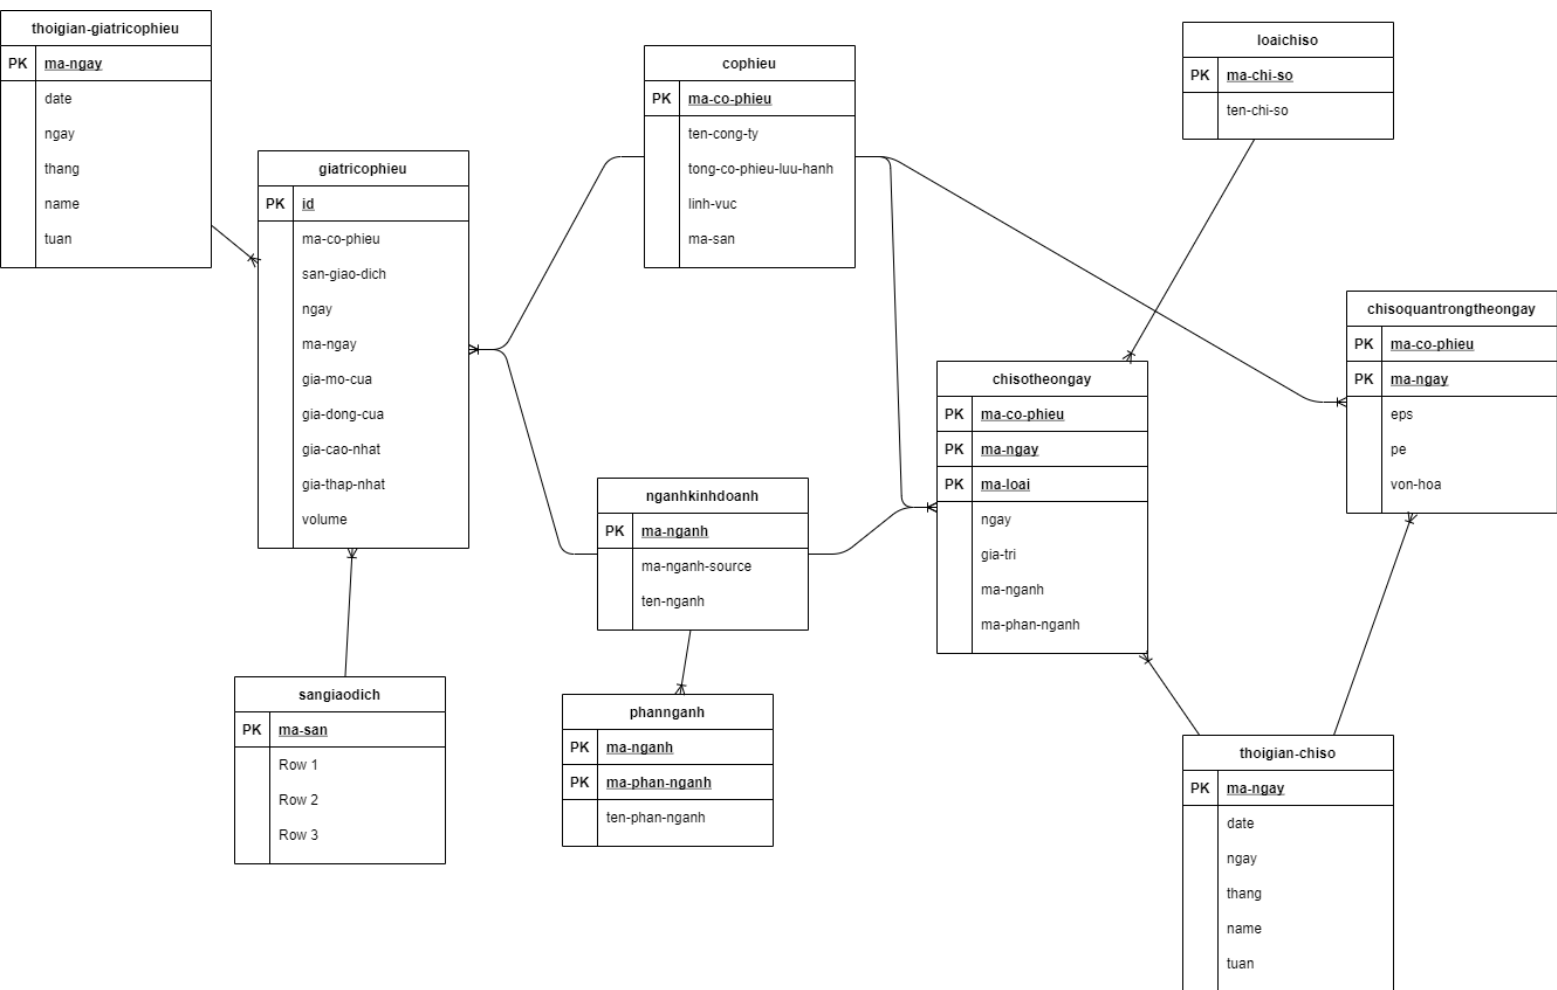 thoigian-giatricophieu
PK ma-ngay
date
ngay
thang
name
tuan
giatricophieu
PK id
ma-co-phieu
san-giao-dich
ngay
ma-ngay
gia-mo-cua
gia-dong-cua
gia-cao-nhat
gia-thap-nhat
volume
sangiaodich
PK ma-san
Row 1
Row 2
Row 3
cophieu
PK ma-co-phieu
ten-cong-ty
tong-co-phieu-luu-hanh
linh-vuc
ma-san
nganhkinhdoanh
PK ma-nganh
ma-nganh-source
ten-nganh
phannganh
PK ma-nganh
PK ma-phan-nganh
ten-phan-nganh
loaichiso
PK ma-chi-so
ten-chi-so
chisotheongay
PK ma-co-phieu
PK ma-ngay
PK ma-loai
ngay
gia-tri
ma-nganh
ma-phan-nganh
chisoquantrongtheongay
PK ma-co-phieu
PK ma-ngay
eps
pe
von-hoa
thoigian-chiso
PK ma-ngay
date
ngay
thang
name
tuan